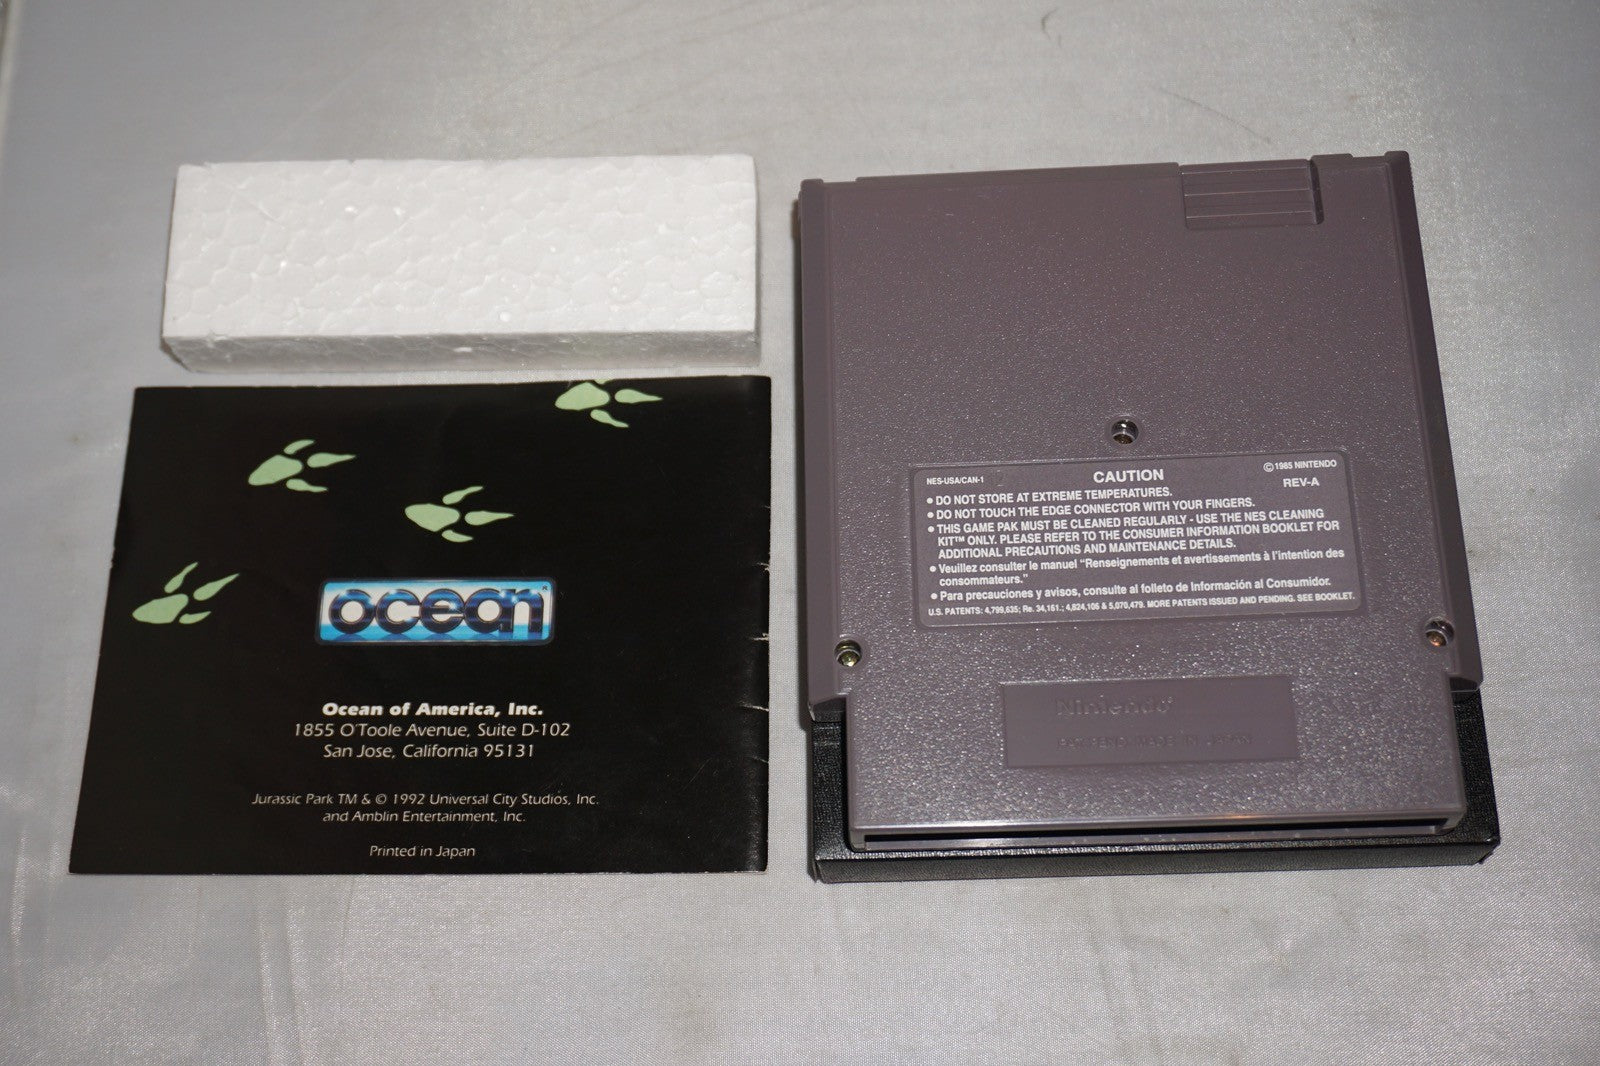 ocean
Ocean of America, Inc.
1855 O'Toole Avenue, Suite D-102
San Jose, California 95131
Jurassic Park TM & © 1992 Universal City Studios, Inc.
and Amblin Entertainment, Inc.
Printed in Japan
NES-USA/CAN-1
CAUTION
©1985 NINTENDO
REV-A
• DO NOT STORE AT EXTREME TEMPERATURES.
• DO NOT TOUCH THE EDGE CONNECTOR WITH YOUR FINGERS.
• THIS GAME PAK MUST BE CLEANED REGULARLY - USE THE NES CLEANING
KIT™ ONLY. PLEASE REFER TO THE CONSUMER INFORMATION BOOKLET FOR
ADDITIONAL PRECAUTIONS AND MAINTENANCE DETAILS.
• Veuillez consulter le manuel "Renseignements et avertissements à l'intention des
consommateurs."
• Para precauciones y avisos, consulte al folleto de Información al Consumidor.
U.S. PATENTS: 4,799,635; Re. 34,161.; 4,824,106 & 5,070,479. MORE PATENTS ISSUED AND PENDING. SEE BOOKLET.
Nintendo
PAT. PEND. MADE IN JAPAN